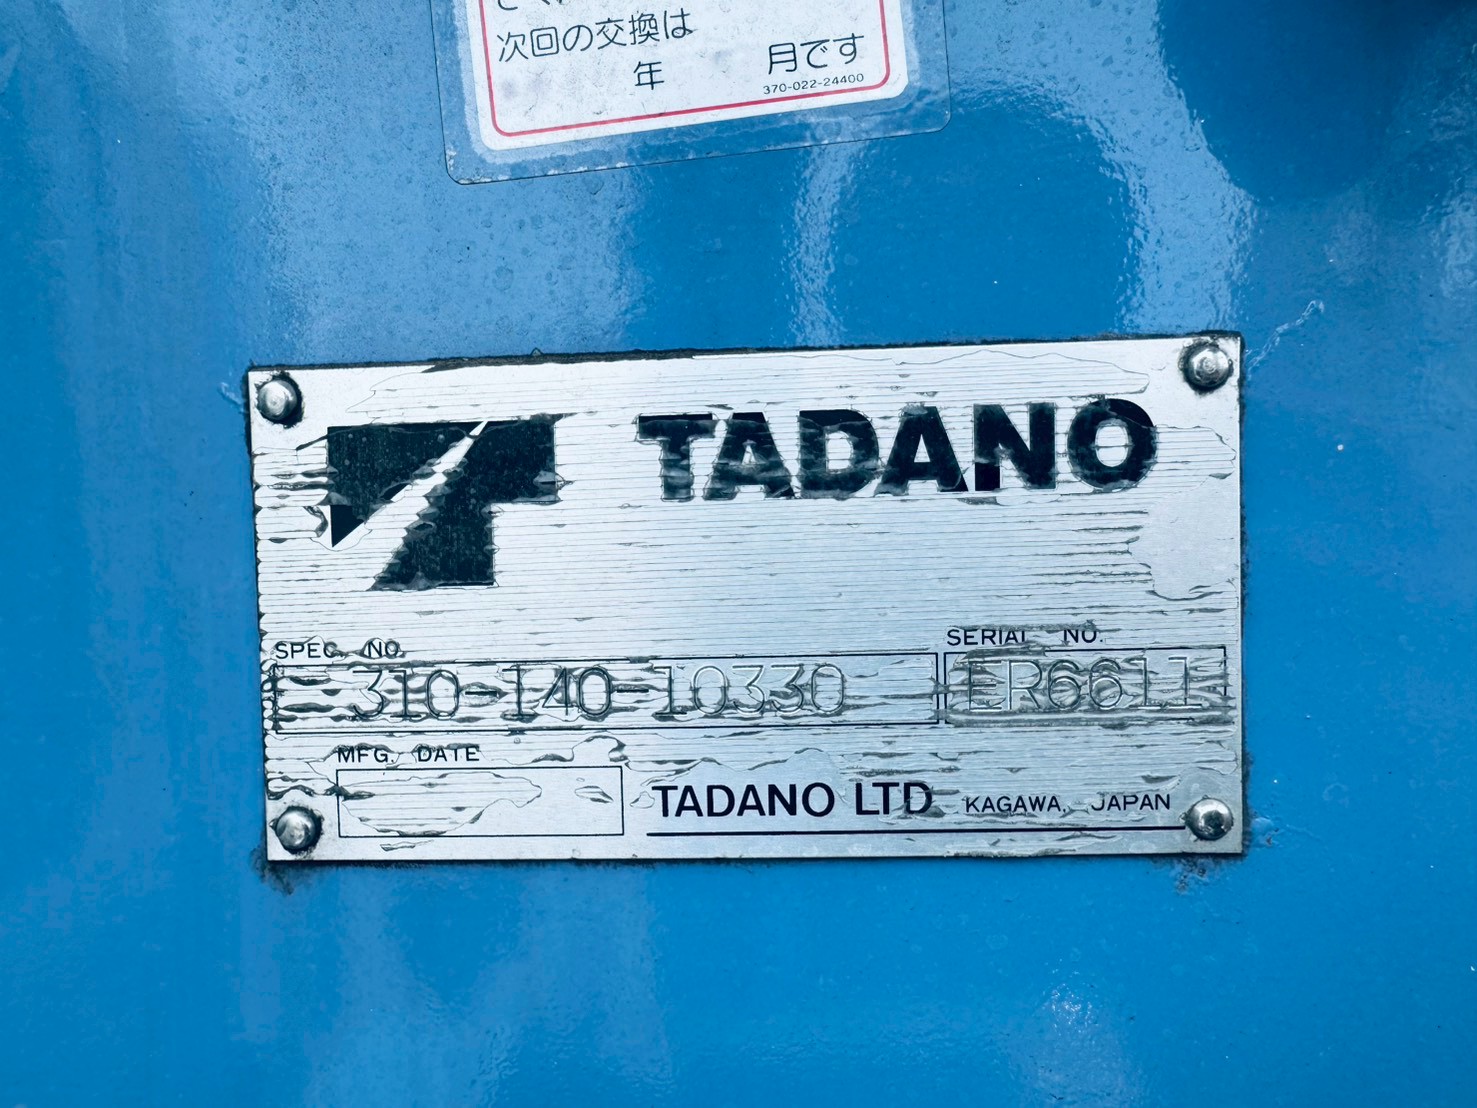 次回の交換は
年 月です
370-022-24400
TADANO
SPEC. NO.
SERIAL NO.
310-140-10330
ER6611
MFG. DATE
TADANO LTD KAGAWA, JAPAN